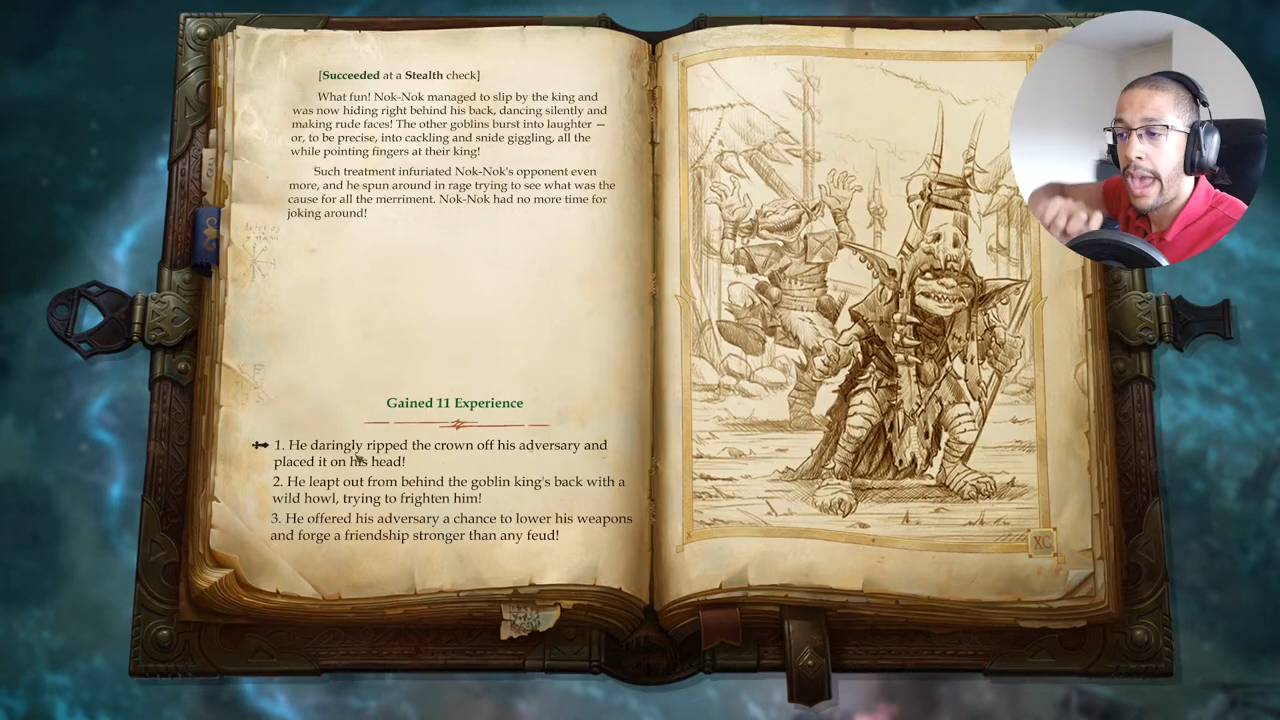 [Succeeded at a Stealth check]
What fun! Nok-Nok managed to slip by the king and
was now hiding right behind his back, dancing silently and
making rude faces! The other goblins burst into laughter —
or, to be precise, into cackling and snide giggling, all the
while pointing fingers at their king!
Such treatment infuriated Nok-Nok's opponent even
more, and he spun around in rage trying to see what was the
cause for all the merriment. Nok-Nok had no more time for
joking around!
Gained 11 Experience
1. He daringly ripped the crown off his adversary and
placed it on his head!
2. He leapt out from behind the goblin king's back with a
wild howl, trying to frighten him!
3. He offered his adversary a chance to lower his weapons
and forge a friendship stronger than any feud!
XC